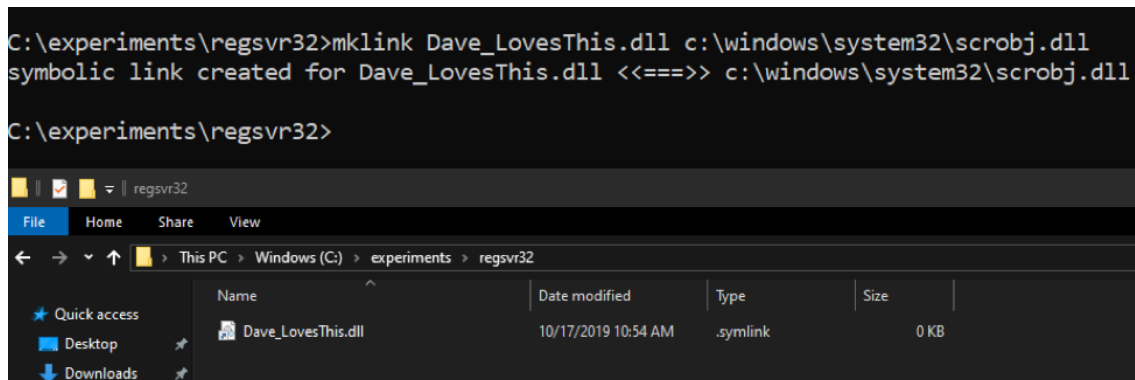 C:\experiments\regsvr32>mklink Dave_LovesThis.dll c:\windows\system32\scrobj.dll
symbolic link created for Dave_LovesThis.dll <<===>> c:\windows\system32\scrobj.dll
C:\experiments\regsvr32>
regsvr32
File Home Share View
This PC > Windows (C:) > experiments > regsvr32
Name Date modified Type Size
Quick access
Dave_LovesThis.dll 10/17/2019 10:54 AM .symlink 0 KB
Desktop
Downloads